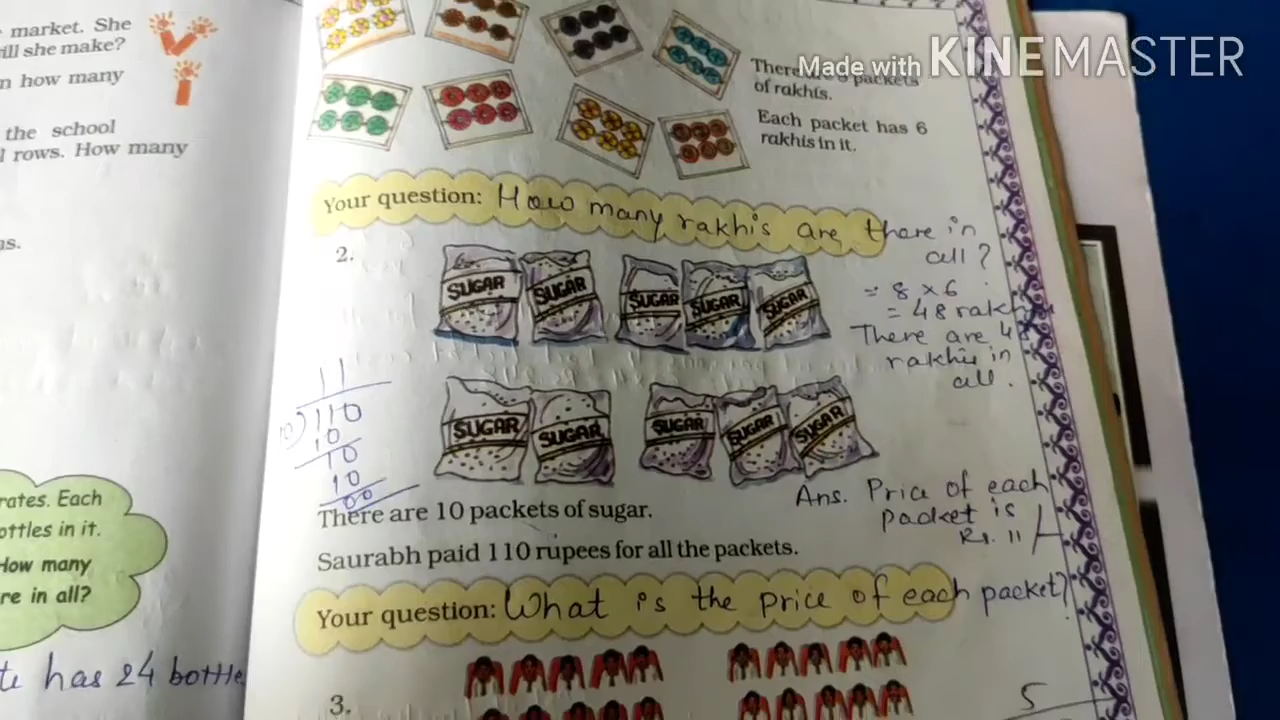 market. She
ill she make?
n how many
the school
l rows. How many
ns.
rates. Each
ottles in it.
How many
re in all?
te has 24 bottle
Made with KINEMASTER
There are 8 packets
of rakhis.
Each packet has 6
rakhis in it.
Your question: How many rakhis are there in
all?
= 8 × 6
= 48 rakh
There are 4
rakhis in
all.
2.
SUGAR SUGAR SUGAR SUGAR SUGAR
SUGAR SUGAR SUGAR SUGAR SUGAR
11
10)110
10
10
10
00
There are 10 packets of sugar.
Saurabh paid 110 rupees for all the packets.
Ans. Price of each
packet is
Rs. 11/-
Your question: What is the price of each packet?
3.
5